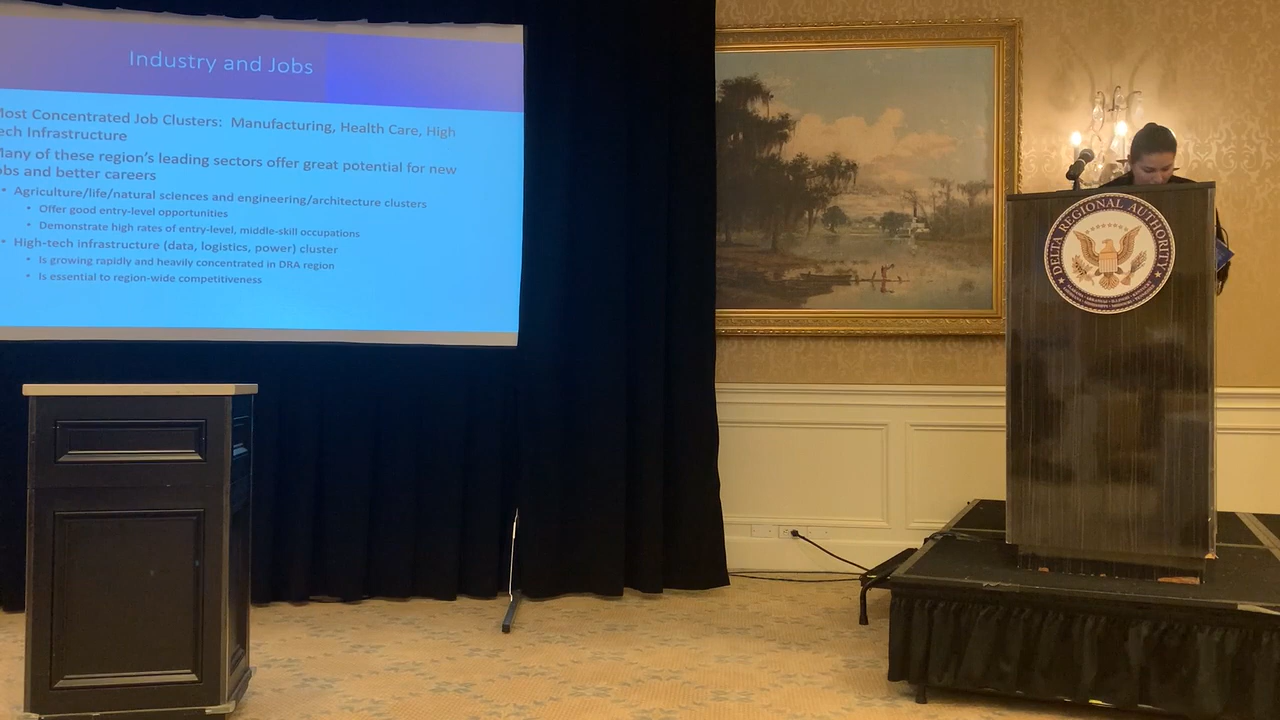 Industry and Jobs
Most Concentrated Job Clusters: Manufacturing, Health Care, High
ech Infrastructure
Many of these region's leading sectors offer great potential for new
obs and better careers
• Agriculture/life/natural sciences and engineering/architecture clusters
• Offer good entry-level opportunities
• Demonstrate high rates of entry-level, middle-skill occupations
• High-tech infrastructure (data, logistics, power) cluster
• Is growing rapidly and heavily concentrated in DRA region
• Is essential to region-wide competitiveness
DELTA REGIONAL AUTHORITY